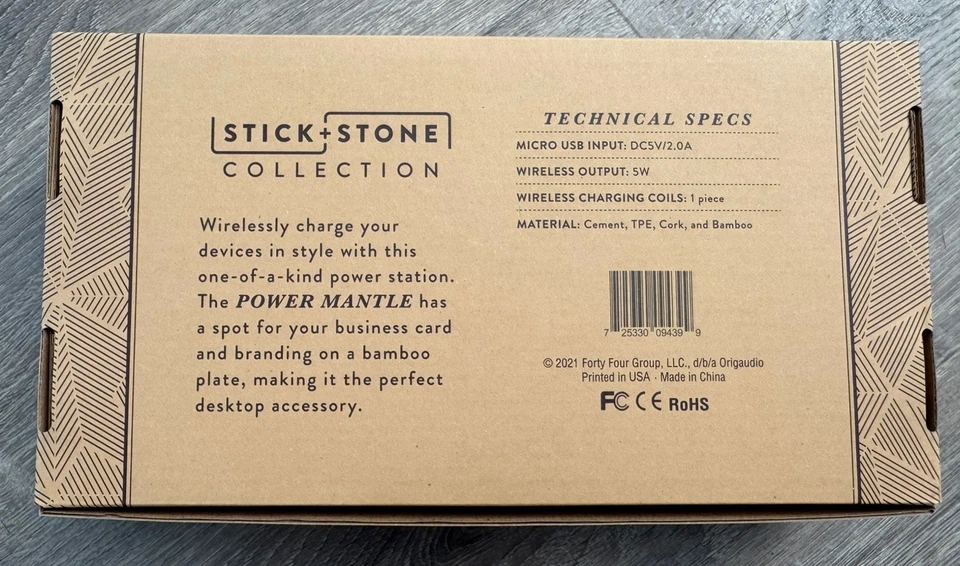 STICK+STONE
COLLECTION
Wirelessly charge your
devices in style with this
one-of-a-kind power station.
The POWER MANTLE has
a spot for your business card
and branding on a bamboo
plate, making it the perfect
desktop accessory.
TECHNICAL SPECS
MICRO USB INPUT: DC5V/2.0A
WIRELESS OUTPUT: 5W
WIRELESS CHARGING COILS: 1 piece
MATERIAL: Cement, TPE, Cork, and Bamboo
7 25330 09439 9
© 2021 Forty Four Group, LLC., d/b/a Origaudio
Printed in USA · Made in China
FC CE RoHS